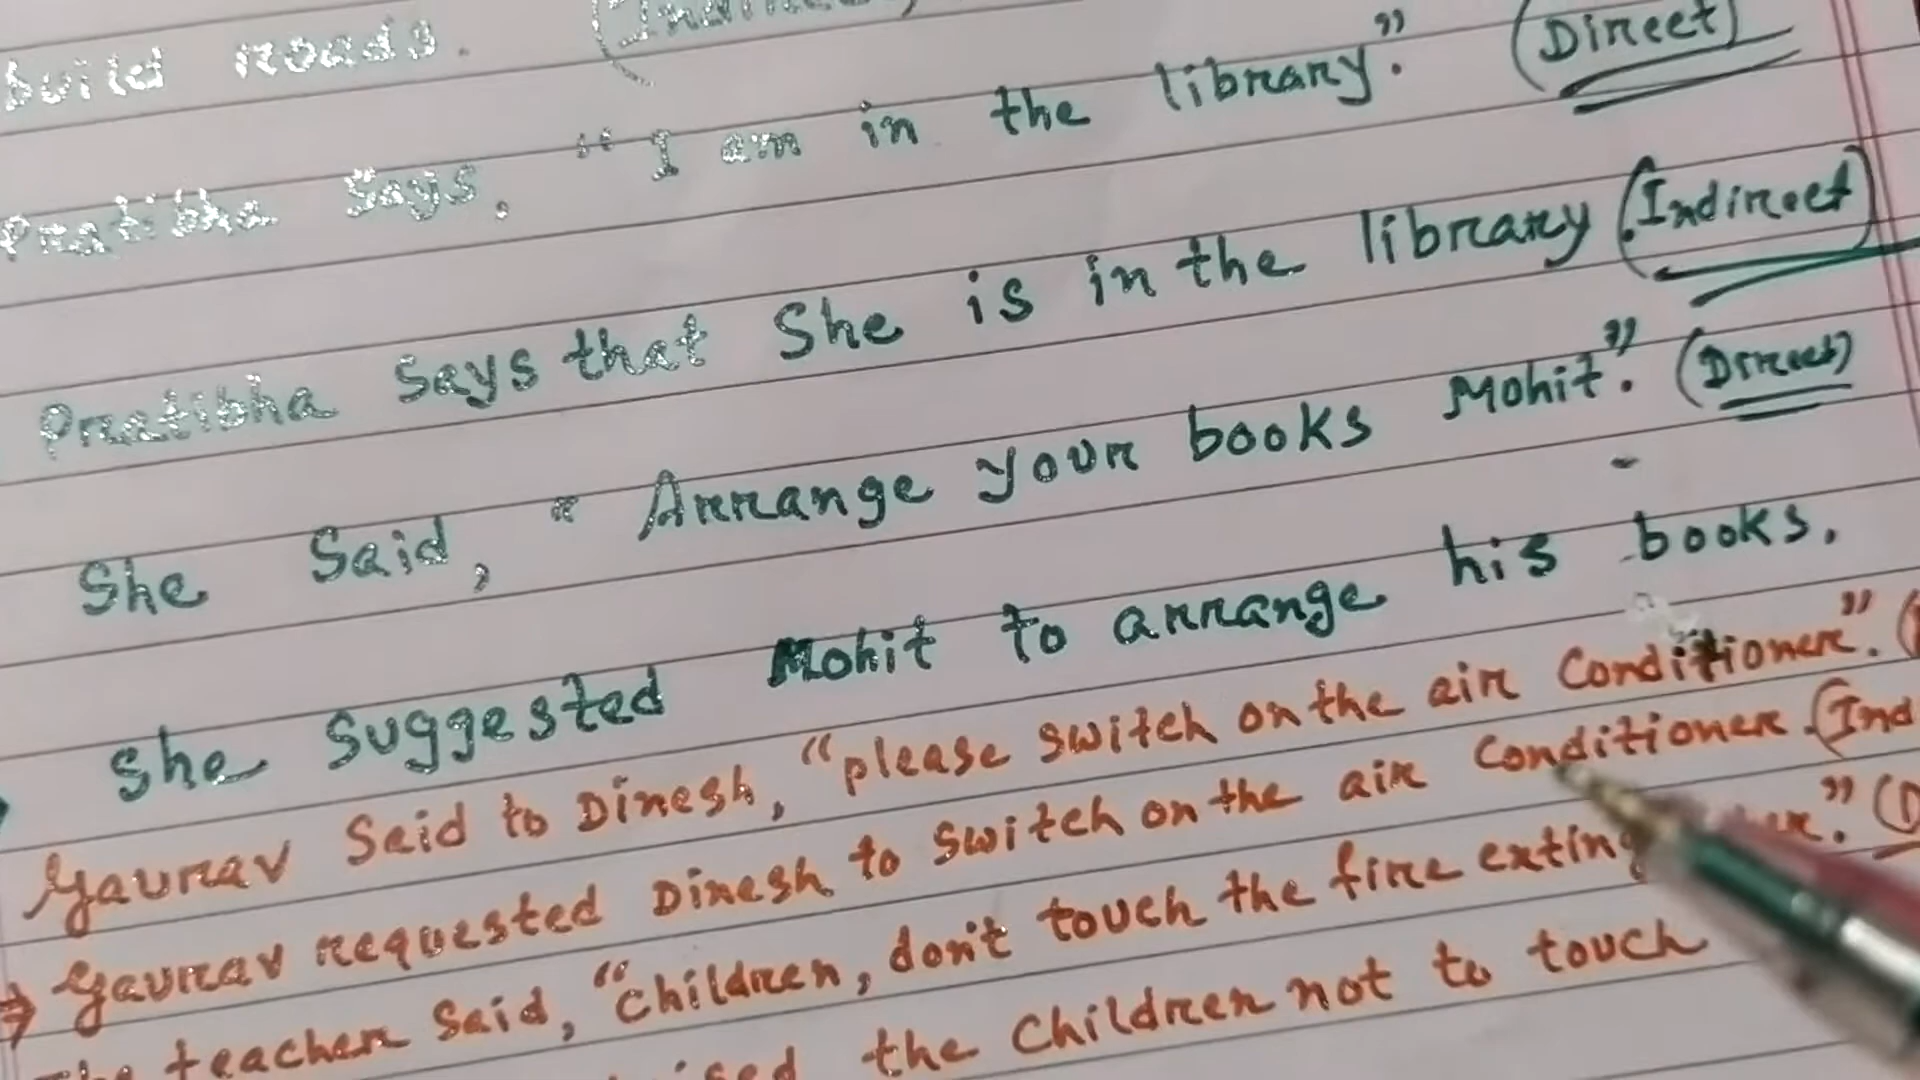 build roads.
Pratibha Says, "I am in the library". (Direct)
Pratibha Says that She is in the library (Indirect)
She Said, "Arrange your books Mohit". (Direct)
She Suggested Mohit to arrange his books.
Gaurav Said to Dinesh, "please switch on the air Conditioner".
Gaurav requested Dinesh to Switch on the air Conditioner.
teacher Said, "Children, don't touch the fire
the Children not to touch